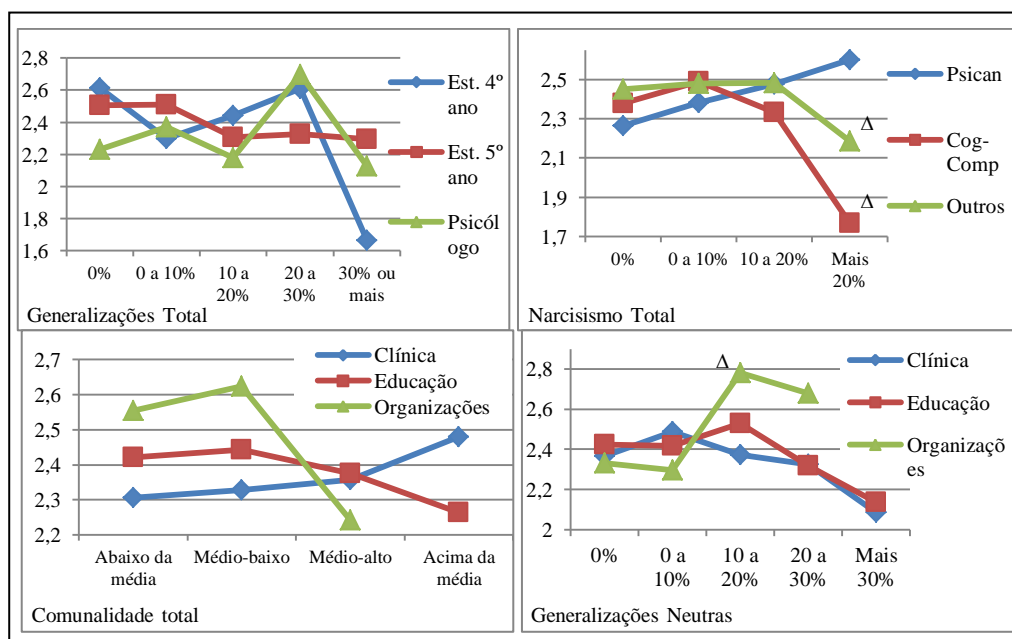 2,8
2,6
2,4
2,2
2
1,8
1,6
0%
0 a 10%
10 a
20%
20 a
30%
30% ou
mais
Est. 4º
ano
Est. 5º
ano
Psicól
ogo
Generalizações Total
2,5
2,3
2,1
1,9
1,7
0%
0 a 10%
10 a 20%
Mais
20%
Δ
Δ
Psican
Cog-
Comp
Outros
Narcisismo Total
2,7
2,6
2,5
2,4
2,3
2,2
Abaixo da
média
Médio-baixo
Médio-alto
Acima da
média
Clínica
Educação
Organizações
Comunalidade total
2,8
2,6
2,4
2,2
2
0%
0 a
10%
10 a
20%
20 a
30%
Mais
30%
Δ
Clínica
Educação
Organizaçõ
es
Generalizações Neutras